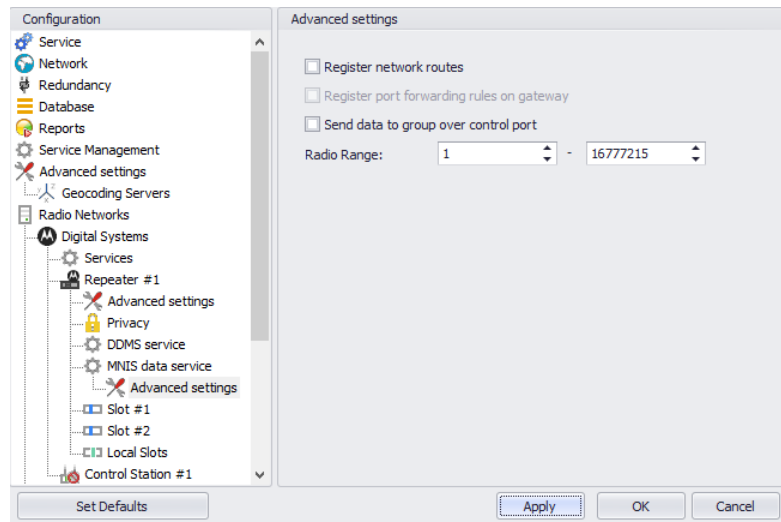 Configuration
Service
Network
Redundancy
Database
Reports
Service Management
Advanced settings
Geocoding Servers
Radio Networks
Digital Systems
Services
Repeater #1
Advanced settings
Privacy
DDMS service
MNIS data service
Advanced settings
Slot #1
Slot #2
Local Slots
Control Station #1
Advanced settings
Register network routes
Register port forwarding rules on gateway
Send data to group over control port
Radio Range: 1 - 16777215
Set Defaults
Apply
OK
Cancel